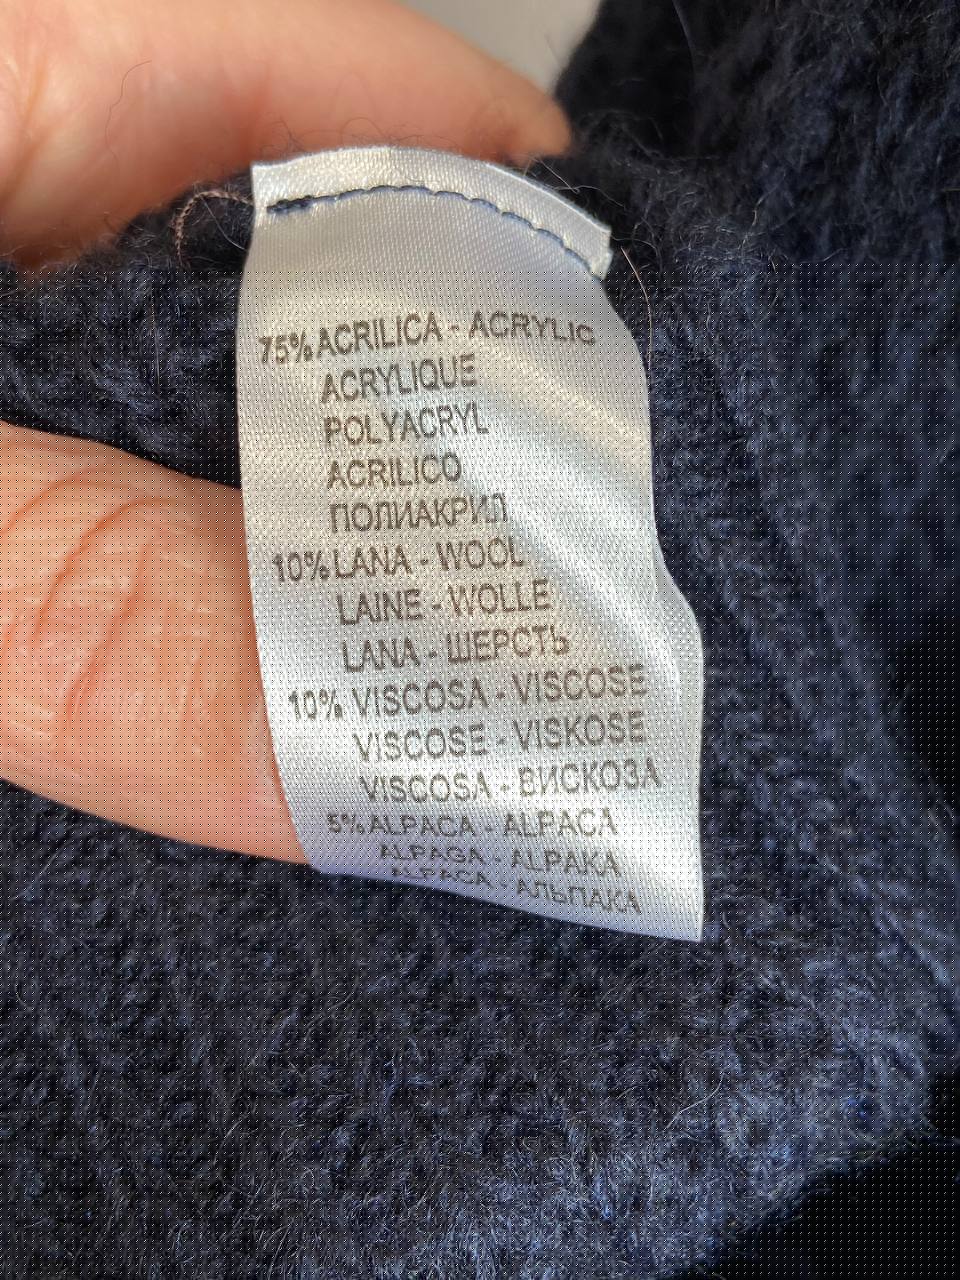 75% ACRILICA - ACRYLIC
ACRYLIQUE
POLYACRYL
ACRILICO
ПОЛИАКРИЛ
10% LANA - WOOL
LAINE - WOLLE
LANA - ШЕРСТЬ
10% VISCOSA - VISCOSE
VISCOSE - VISKOSE
VISCOSA - ВИСКОЗА
5% ALPACA - ALPACA
ALPAGA - ALPAKA
ALPACA - АЛЬПАКА